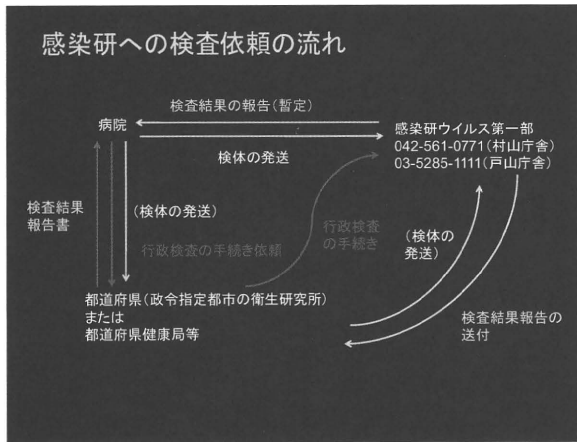 感染研への検査依頼の流れ
検査結果の報告(暫定)
病院
検体の発送
感染研ウイルス第一部
042-561-0771(村山庁舎)
03-5285-1111(戸山庁舎)
検査結果
報告書
(検体の発送)
行政検査の手続き依頼
行政検査
の手続き
(検体の
発送)
都道府県(政令指定都市の衛生研究所)
または
都道府県健康局等
検査結果報告の
送付